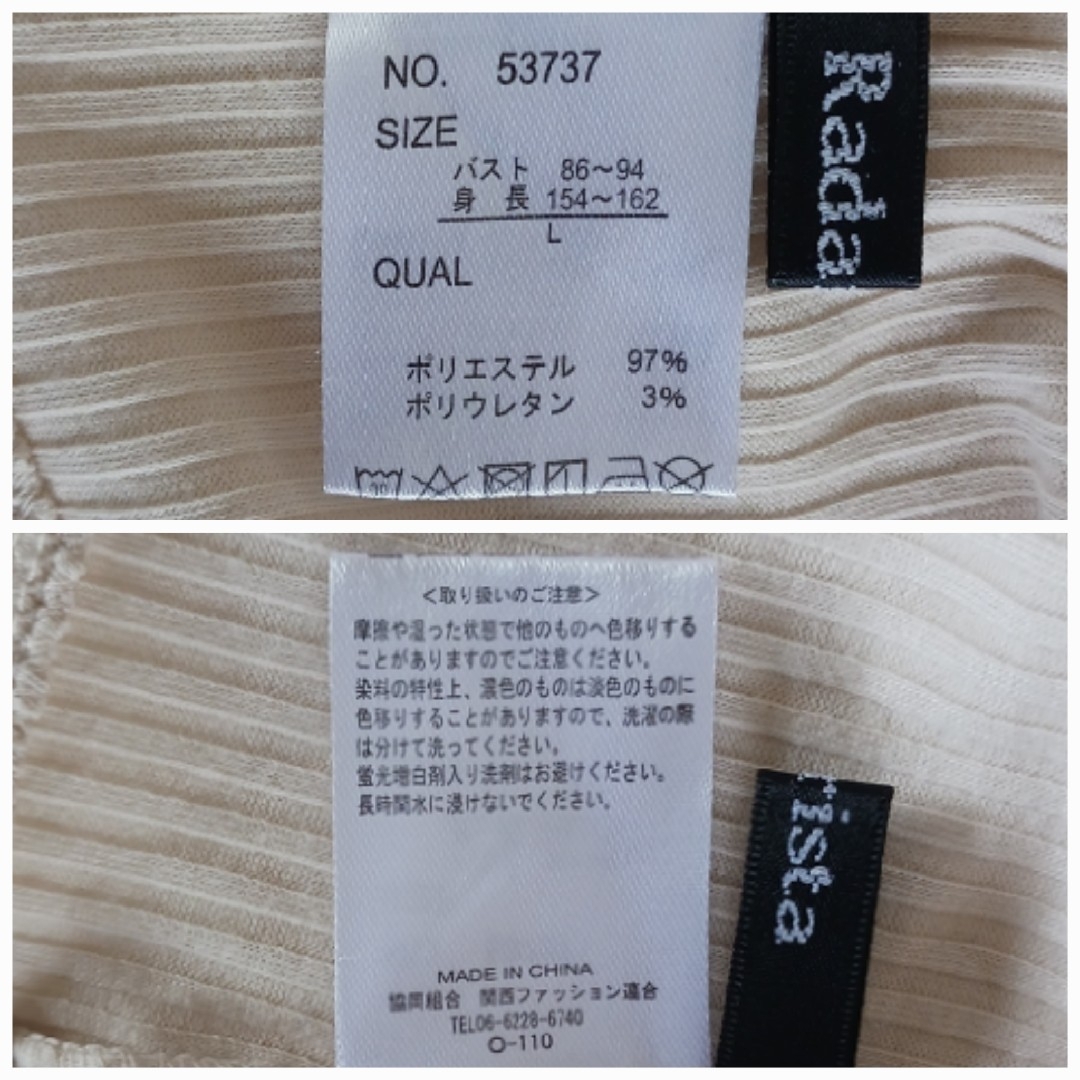 NO. 53737
SIZE
バスト 86〜94
身 長 154〜162
L
QUAL
ポリエステル 97%
ポリウレタン 3%
Rada
<取り扱いのご注意>
摩擦や湿った状態で他のものへ色移りする
ことがありますのでご注意ください。
染料の特性上、濃色のものは淡色のものに
色移りすることがありますので、洗濯の際
は分けて洗ってください。
蛍光増白剤入り洗剤はお避けください。
長時間水に浸けないでください。
MADE IN CHINA
協同組合 関西ファッション連合
TEL06-6228-6740
O-110
rista